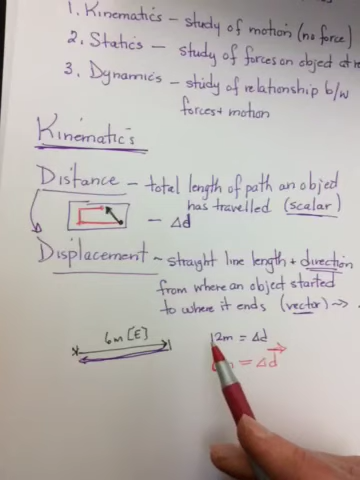 1. Kinematics - study of motion (no force)
2. Statics - study of forces on object at re
3. Dynamics - study of relationship b/w
forces + motion
Kinematics
Distance - total length of path an object
has travelled (scalar)
- Δd
Displacement - straight line length + direction
from where an object started
to where it ends (vector) →
6m [E]
12m = Δd
m = Δd